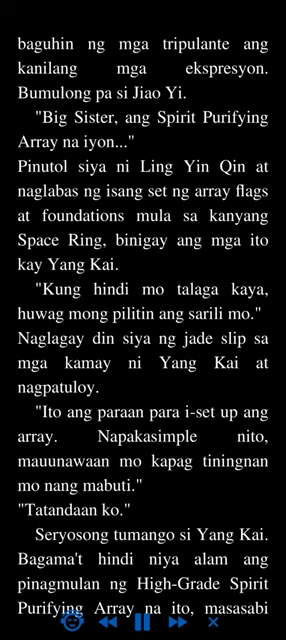 baguhin ng mga tripulante ang
kanilang mga ekspresyon.
Bumulong pa si Jiao Yi.
"Big Sister, ang Spirit Purifying
Array na iyon..."
Pinutol siya ni Ling Yin Qin at
naglabas ng isang set ng array flags
at foundations mula sa kanyang
Space Ring, binigay ang mga ito
kay Yang Kai.
"Kung hindi mo talaga kaya,
huwag mong pilitin ang sarili mo."
Naglagay din siya ng jade slip sa
mga kamay ni Yang Kai at
nagpatuloy.
"Ito ang paraan para i-set up ang
array. Napakasimple nito,
mauunawaan mo kapag tiningnan
mo nang mabuti."
"Tatandaan ko."
Seryosong tumango si Yang Kai.
Bagama't hindi niya alam ang
pinagmulan ng High-Grade Spirit
Purifying Array na ito, masasabi